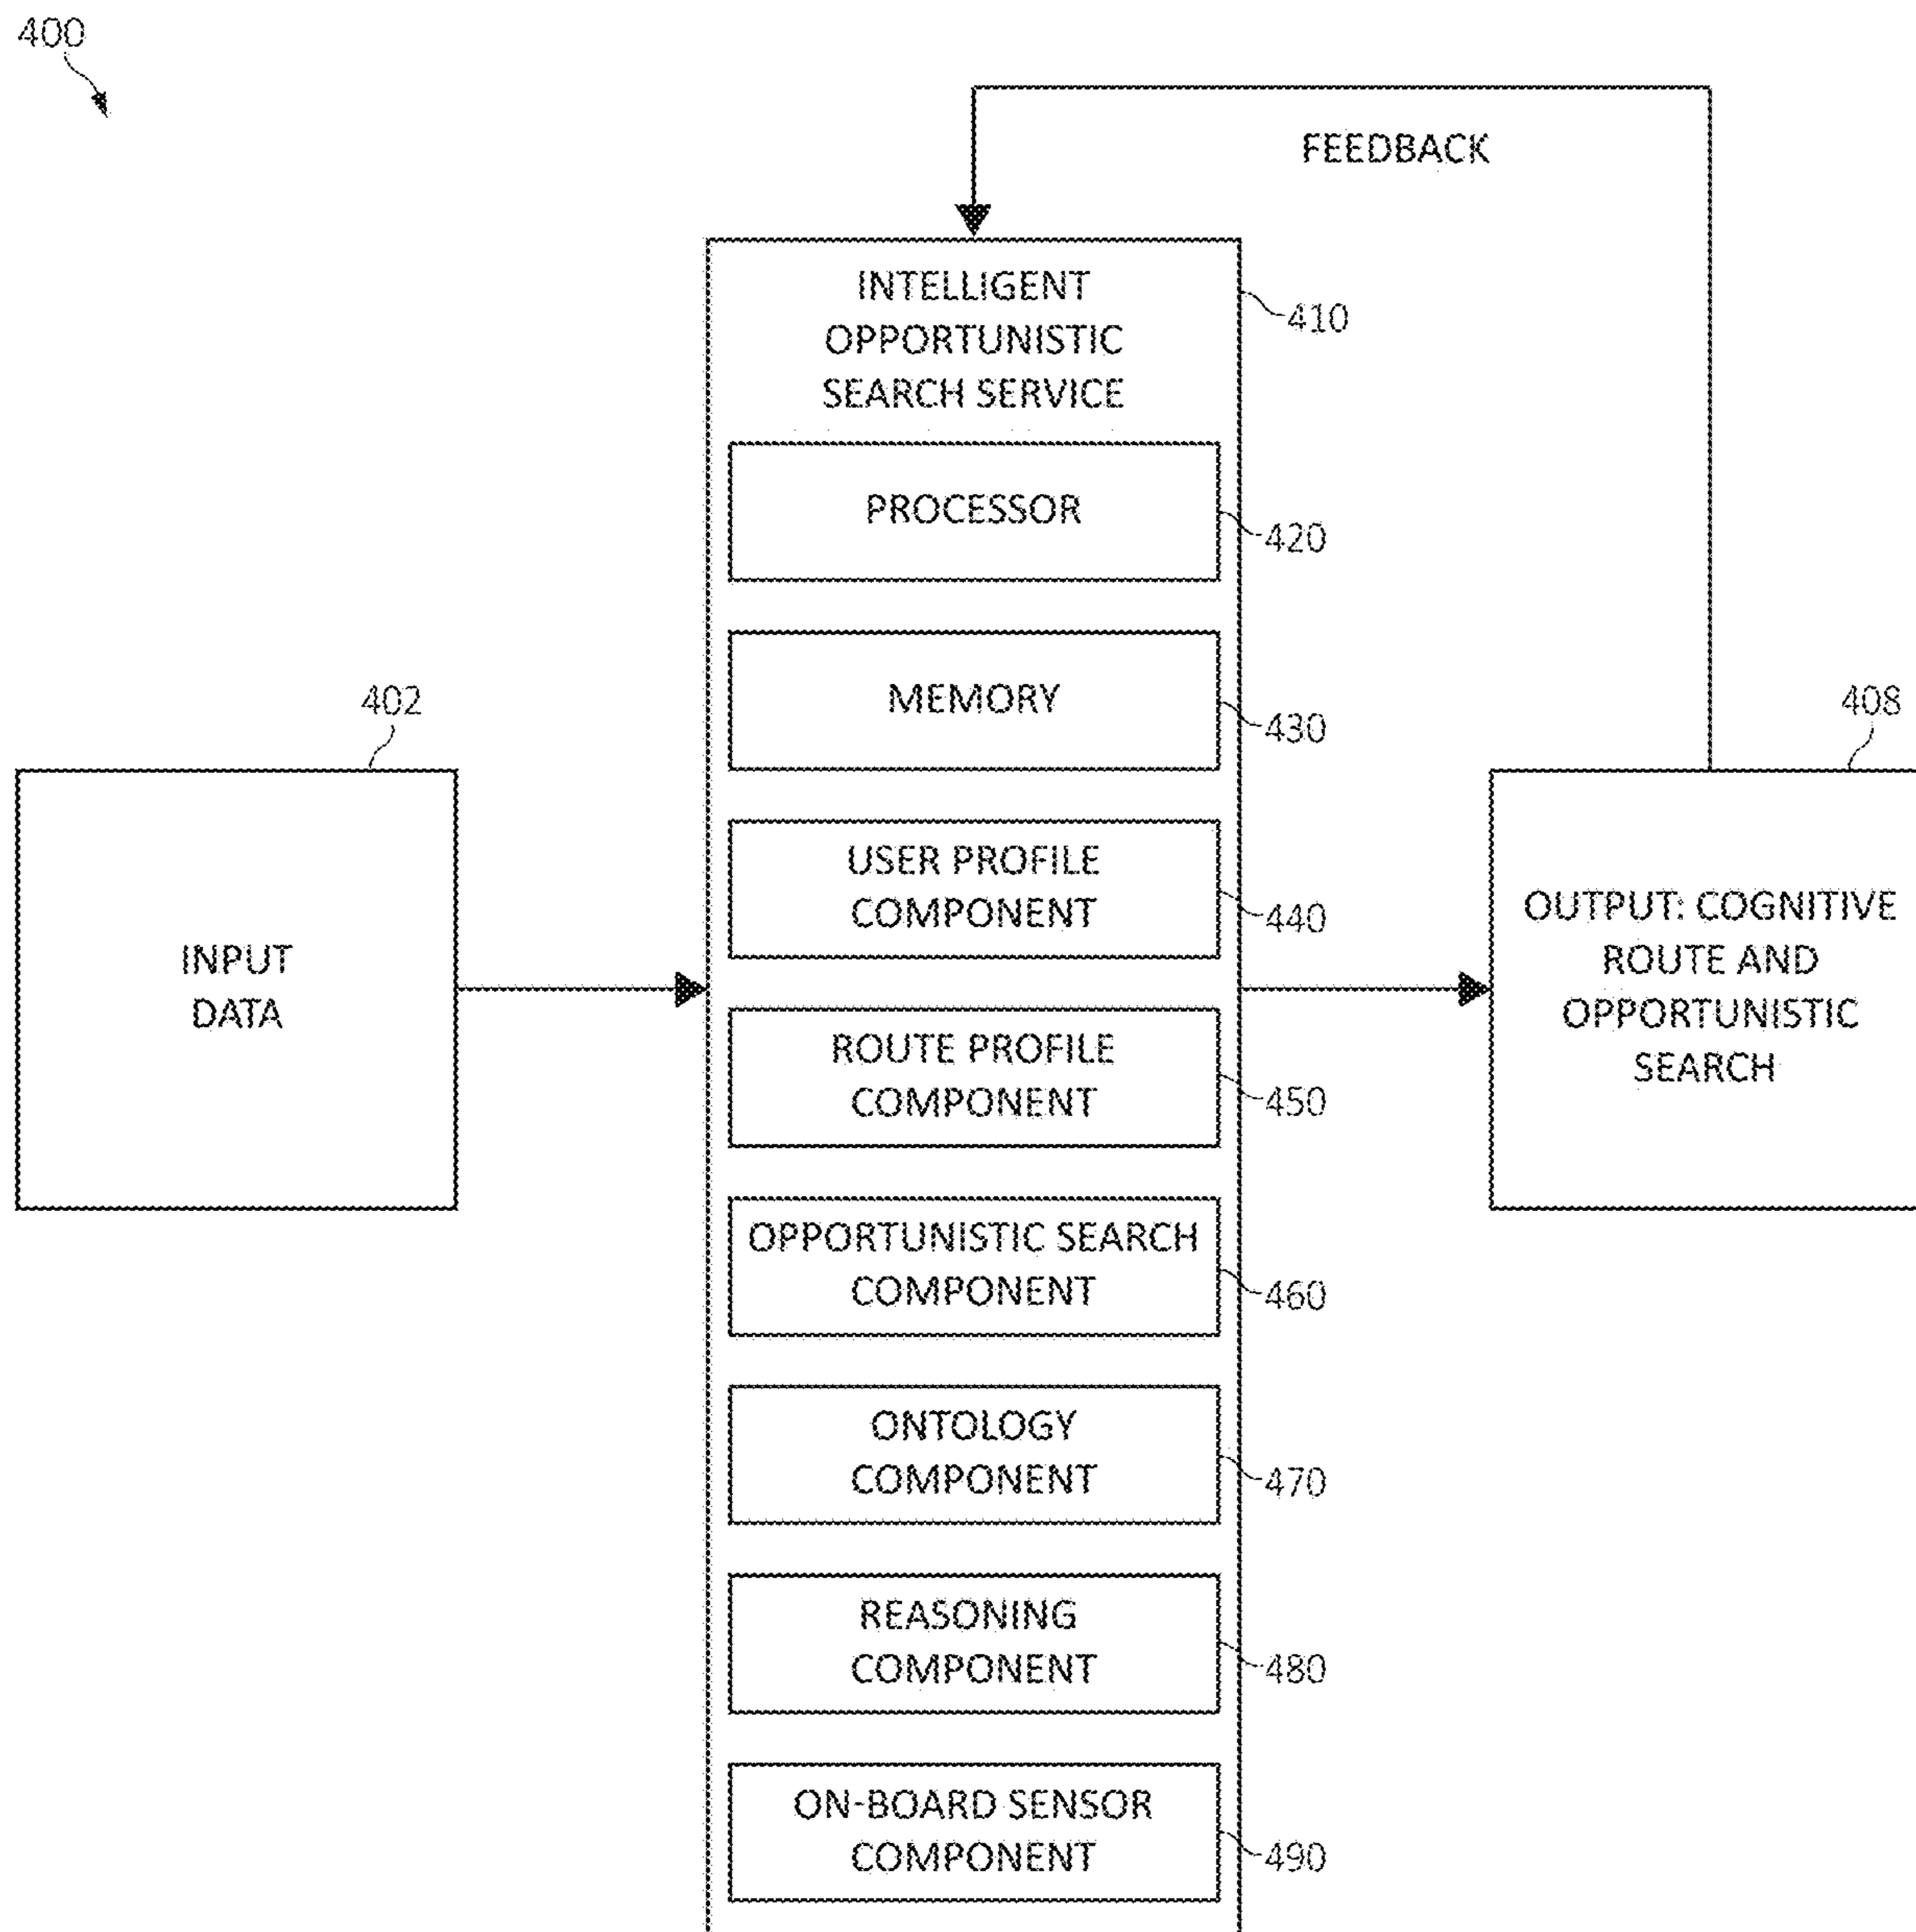 400
FEEDBACK
INTELLIGENT
OPPORTUNISTIC
SEARCH SERVICE
410
PROCESSOR
420
MEMORY
430
402
INPUT
DATA
USER PROFILE
COMPONENT
440
ROUTE PROFILE
COMPONENT
450
OPPORTUNISTIC SEARCH
COMPONENT
460
ONTOLOGY
COMPONENT
470
REASONING
COMPONENT
480
ON-BOARD SENSOR
COMPONENT
490
408
OUTPUT: COGNITIVE
ROUTE AND
OPPORTUNISTIC
SEARCH